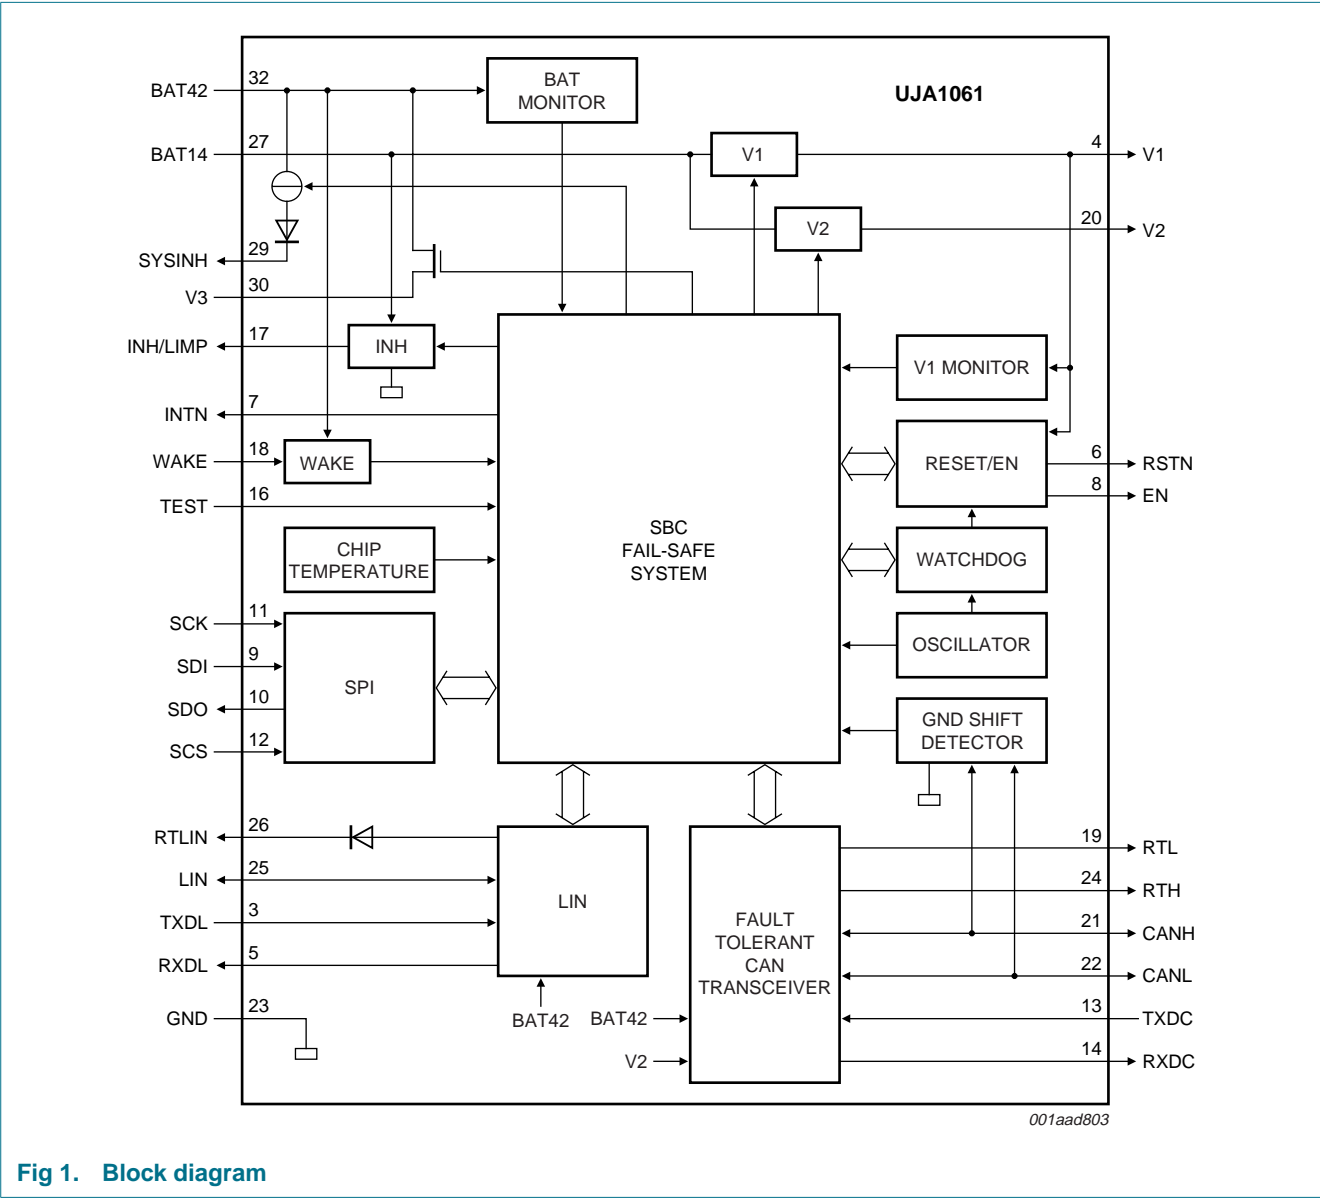 UJA1061
BAT42
32
BAT
MONITOR
BAT14
27
V1
4
V1
V2
20
V2
SYSINH
29
V3
30
INH/LIMP
17
INH
V1 MONITOR
INTN
7
WAKE
18
WAKE
RESET/EN
6
RSTN
8
EN
TEST
16
SBC
FAIL-SAFE
SYSTEM
CHIP
TEMPERATURE
WATCHDOG
OSCILLATOR
SCK
11
SDI
9
SPI
SDO
10
SCS
12
GND SHIFT
DETECTOR
RTLIN
26
LIN
25
LIN
TXDL
3
RXDL
5
GND
23
BAT42
BAT42
V2
FAULT
TOLERANT
CAN
TRANSCEIVER
19
RTL
24
RTH
21
CANH
22
CANL
13
TXDC
14
RXDC
001aad803
Fig 1. Block diagram